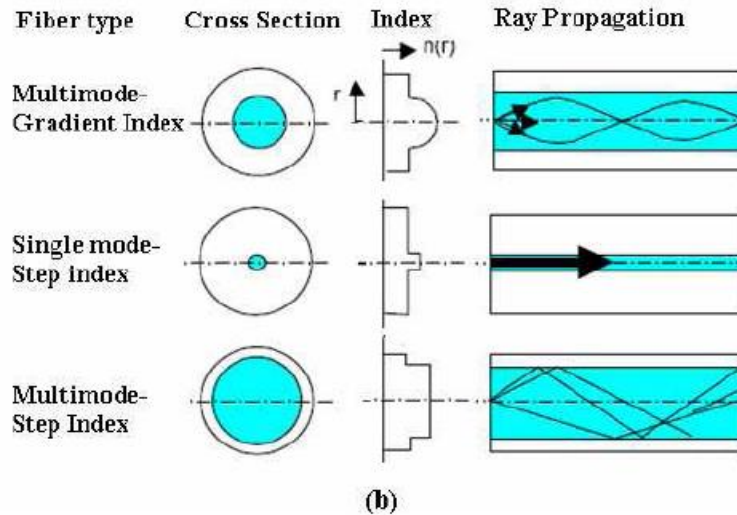 Fiber type Cross Section Index Ray Propagation
n(r)
r
Multimode-
Gradient Index
Single mode-
Step index
Multimode-
Step Index
(b)